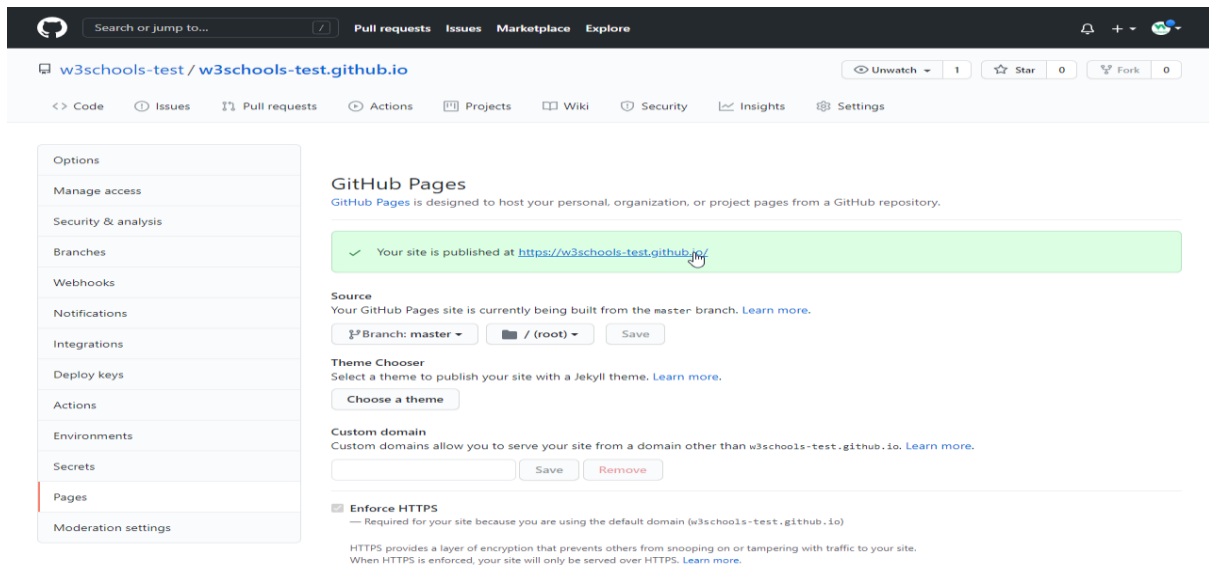 Search or jump to... /
Pull requests Issues Marketplace Explore
w3schools-test / w3schools-test.github.io
Unwatch 1 Star 0 Fork 0
<> Code Issues Pull requests Actions Projects Wiki Security Insights Settings
Options
Manage access
Security & analysis
Branches
Webhooks
Notifications
Integrations
Deploy keys
Actions
Environments
Secrets
Pages
Moderation settings
GitHub Pages
GitHub Pages is designed to host your personal, organization, or project pages from a GitHub repository.
Your site is published at https://w3schools-test.github.io/
Source
Your GitHub Pages site is currently being built from the master branch. Learn more.
Branch: master / (root) Save
Theme Chooser
Select a theme to publish your site with a Jekyll theme. Learn more.
Choose a theme
Custom domain
Custom domains allow you to serve your site from a domain other than w3schools-test.github.io. Learn more.
Save Remove
Enforce HTTPS
— Required for your site because you are using the default domain (w3schools-test.github.io)
HTTPS provides a layer of encryption that prevents others from snooping on or tampering with traffic to your site.
When HTTPS is enforced, your site will only be served over HTTPS. Learn more.